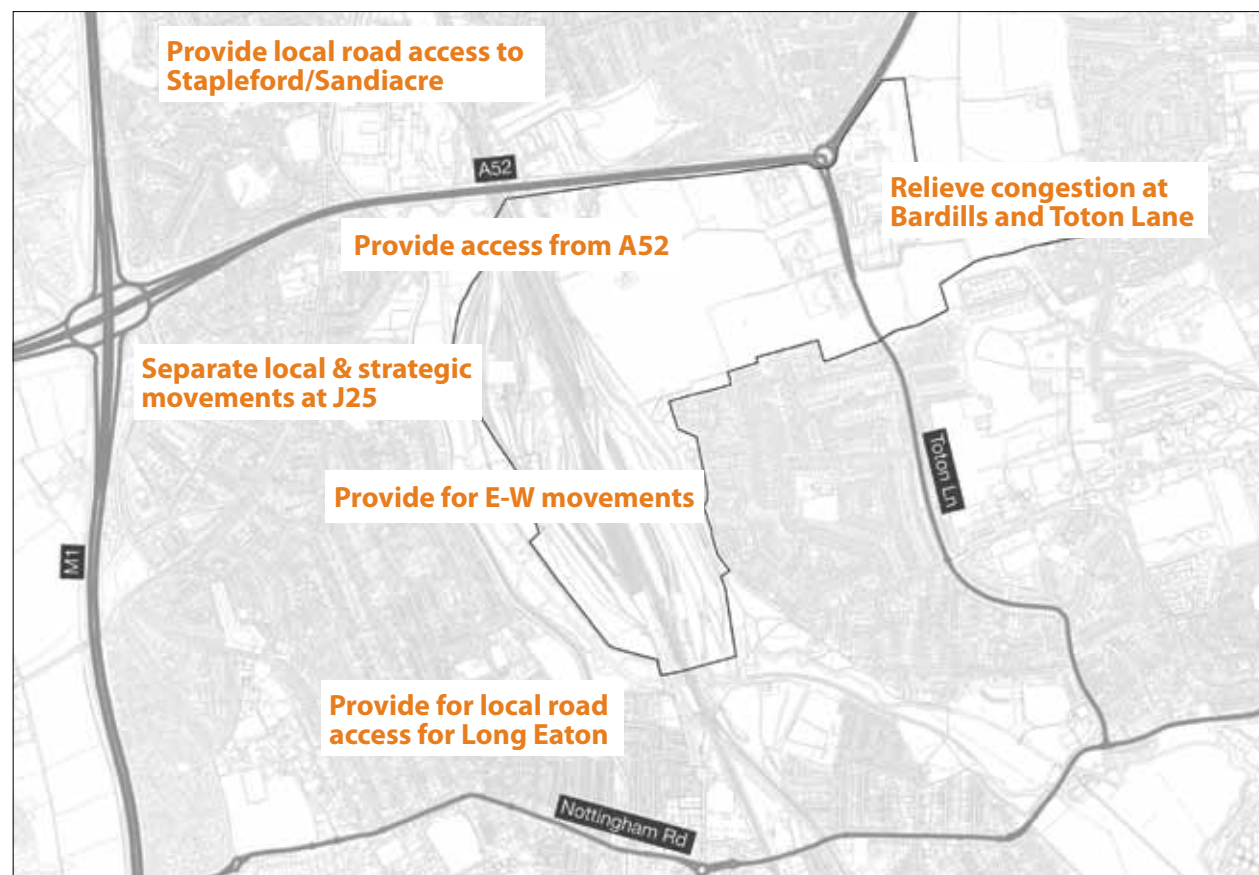 Provide local road access to
Stapleford/Sandiacre
A52
Relieve congestion at
Bardills and Toton Lane
Provide access from A52
Separate local & strategic
movements at J25
Toton Ln
Provide for E-W movements
M1
Provide for local road
access for Long Eaton
Nottingham Rd